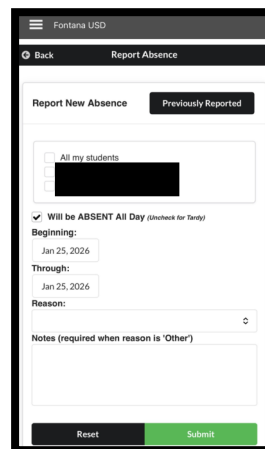 Fontana USD
Back Report Absence
Report New Absence Previously Reported
All my students
Will be ABSENT All Day (Uncheck for Tardy)
Beginning:
Jan 25, 2026
Through:
Jan 25, 2026
Reason:
Notes (required when reason is 'Other')
Reset Submit